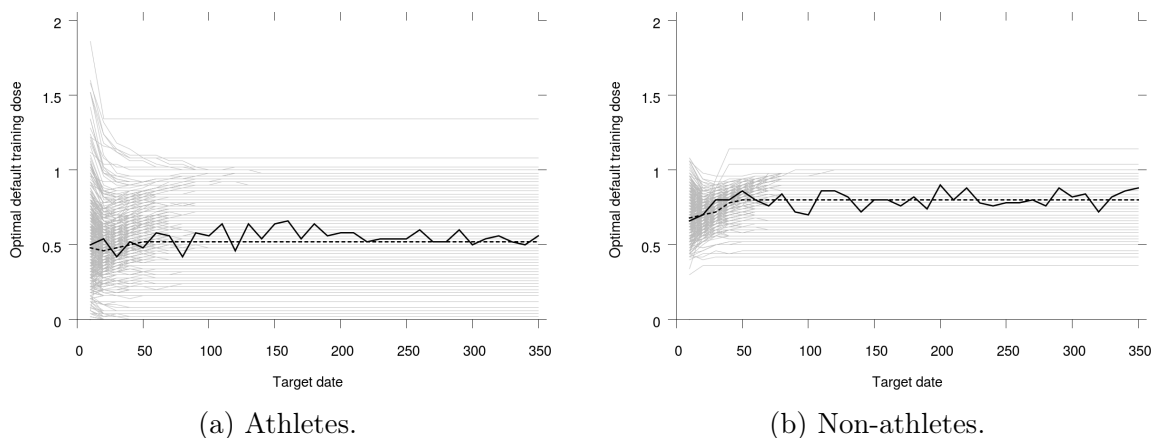 2
1.5
1
0.5
0
Optimal default training dose
0 50 100 150 200 250 300 350
Target date
(a) Athletes.
2
1.5
1
0.5
0
Optimal default training dose
0 50 100 150 200 250 300 350
Target date
(b) Non-athletes.